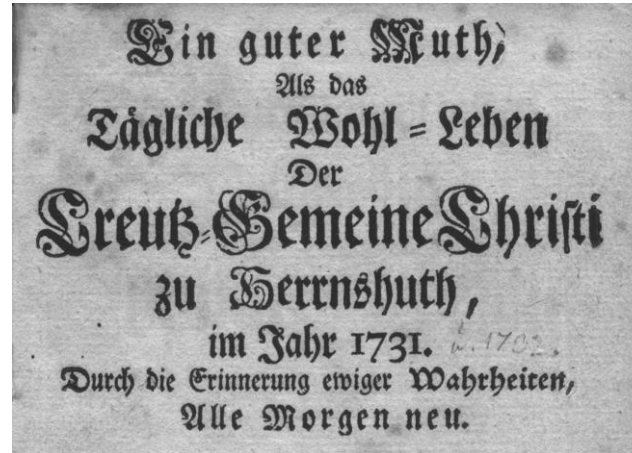 Ein guter Muth,
Als das
Tägliche Wohl=Leben
Der
Creutz=Gemeine Christi
zu Herrnshuth,
im Jahr 1731.
Durch die Erinnerung ewiger Wahrheiten,
Alle Morgen neu.